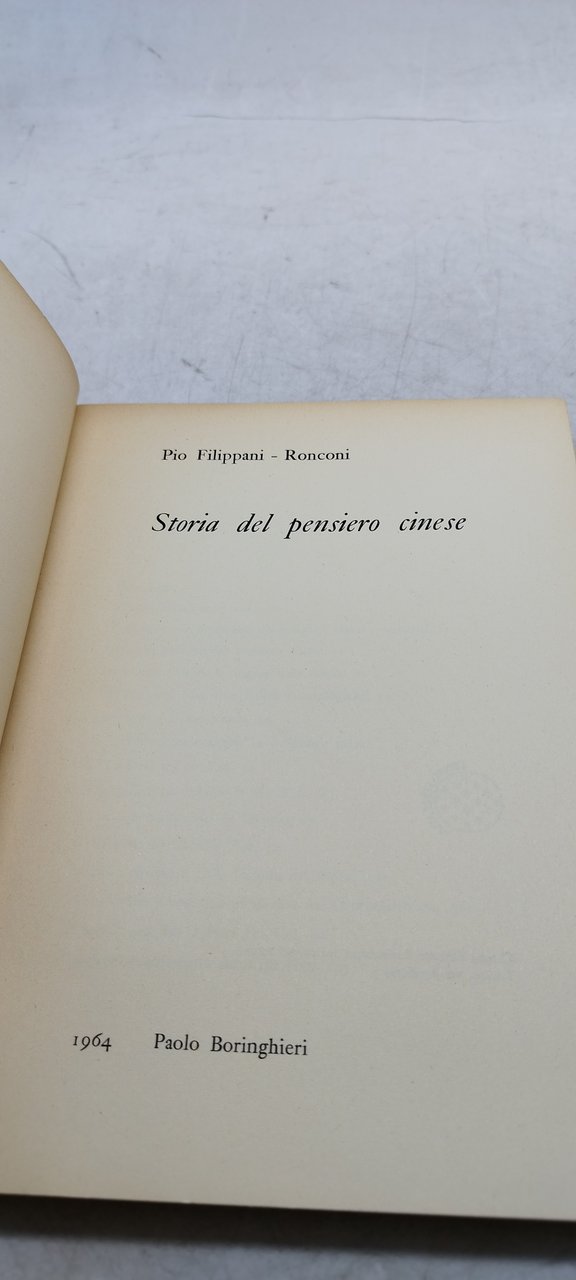 Pio Filippani - Ronconi
Storia del pensiero cinese
1964 Paolo Boringhieri